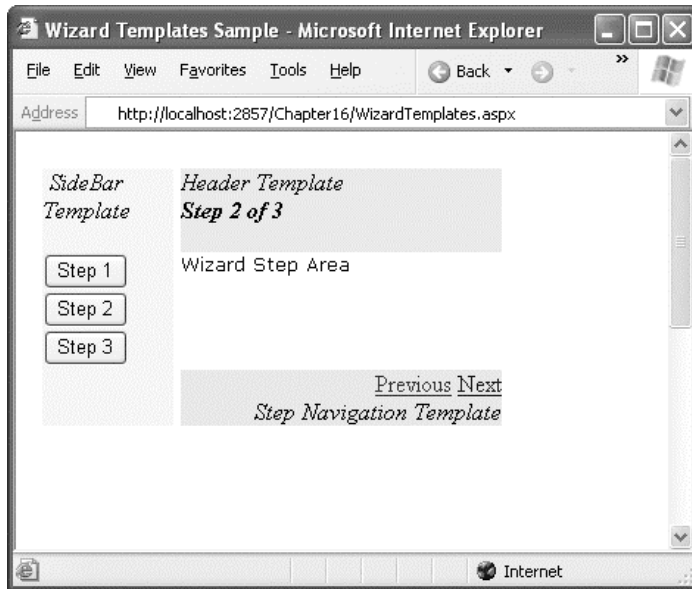 Wizard Templates Sample - Microsoft Internet Explorer
File Edit View Favorites Tools Help Back »
Address http://localhost:2857/Chapter16/WizardTemplates.aspx
SideBar Template
Step 1
Step 2
Step 3
Header Template
Step 2 of 3
Wizard Step Area
Previous Next
Step Navigation Template
Internet